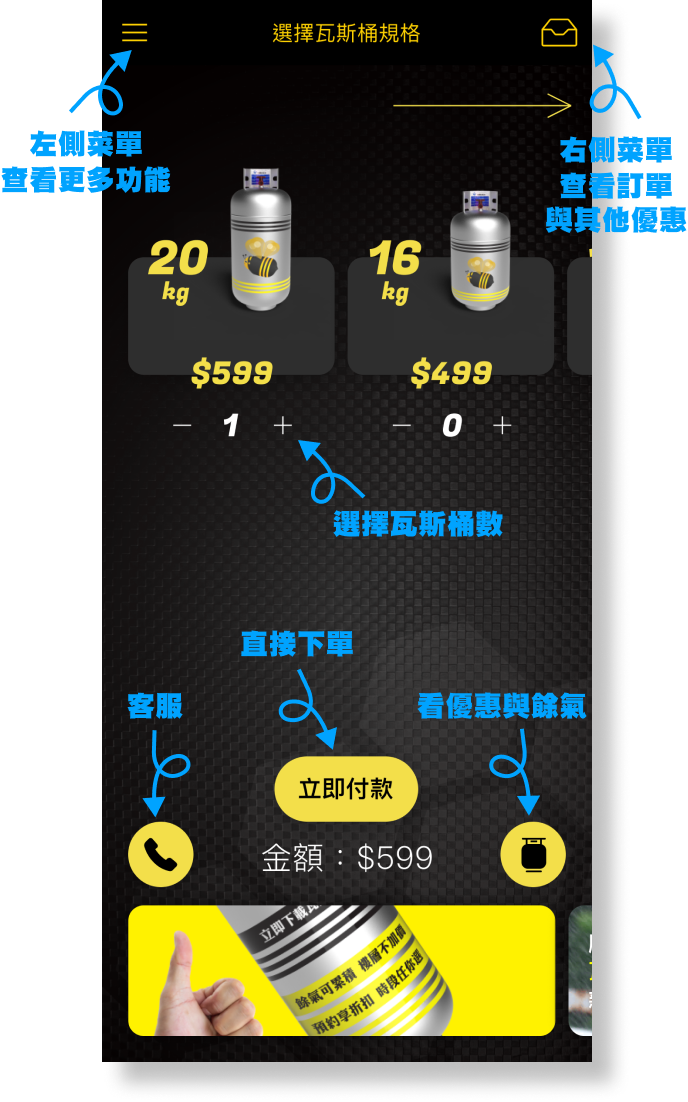 選擇瓦斯桶規格
左側菜單
查看更多功能
右側菜單
查看訂單
與其他優惠
20
kg
16
kg
$599
$499
1
0
選擇瓦斯桶數
直接下單
客服
看優惠與餘氣
立即付款
金額：$599
立即下載
餘氣可累積 樓層不加價
預約享折扣 時段任你選